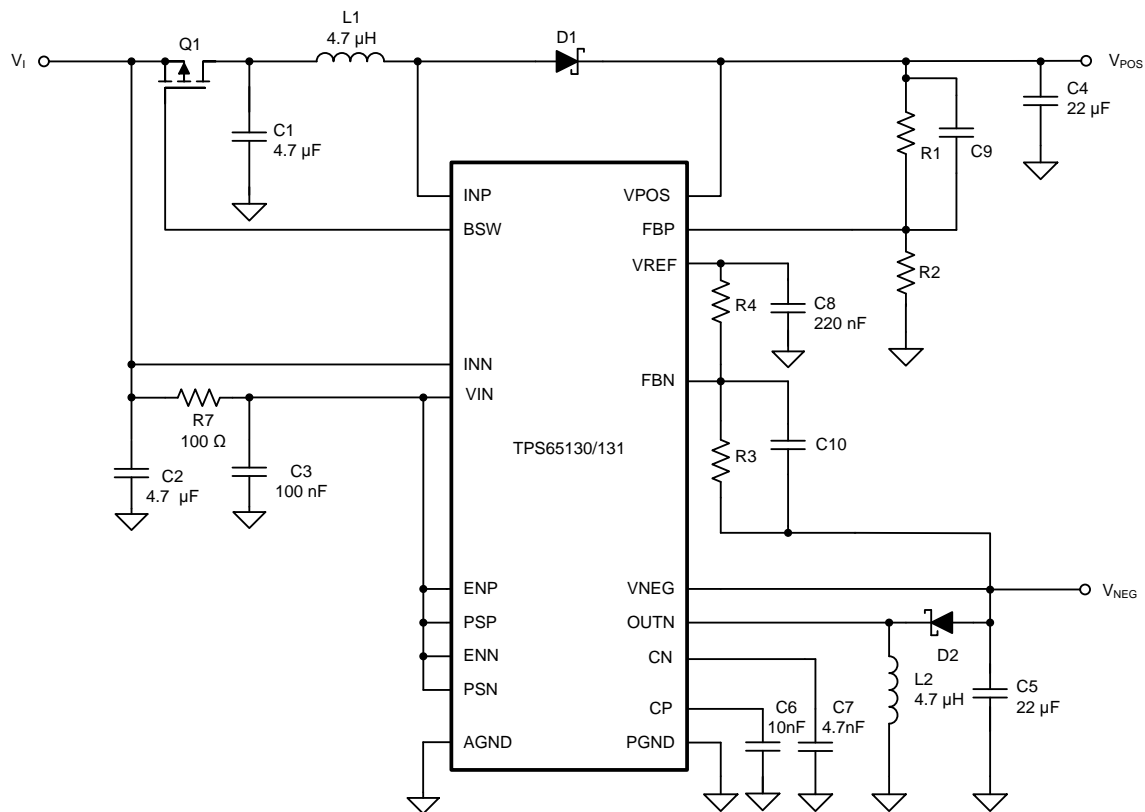 L1
4.7 µH
Q1
D1
V_I
V_POS
C4
22 µF
C1
4.7 µF
R1
C9
INP
VPOS
BSW
FBP
VREF
R2
R4
C8
220 nF
INN
FBN
VIN
R7
100 Ω
TPS65130/131
C10
R3
C2
4.7 µF
C3
100 nF
ENP
VNEG
V_NEG
PSP
OUTN
ENN
CN
D2
PSN
L2
4.7 µH
C5
22 µF
CP
C6
10nF
C7
4.7nF
AGND
PGND